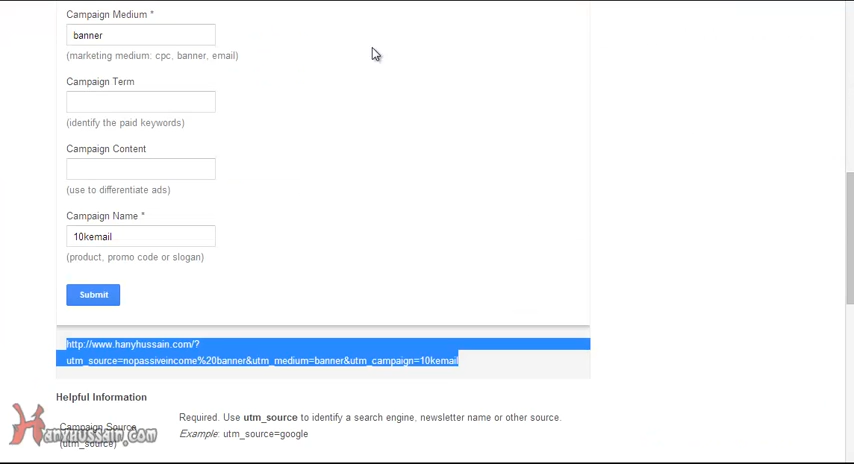 Campaign Medium *
banner
(marketing medium: cpc, banner, email)
Campaign Term
(identify the paid keywords)
Campaign Content
(use to differentiate ads)
Campaign Name *
10kemail
(product, promo code or slogan)
Submit
http://www.hanyhussain.com/?
utm_source=nopassiveincome%20banner&utm_medium=banner&utm_campaign=10kemail
Helpful Information
Required. Use utm_source to identify a search engine, newsletter name or other source.
Campaign Source
Example: utm_source=google
(utm_source)
HanyHussain.com